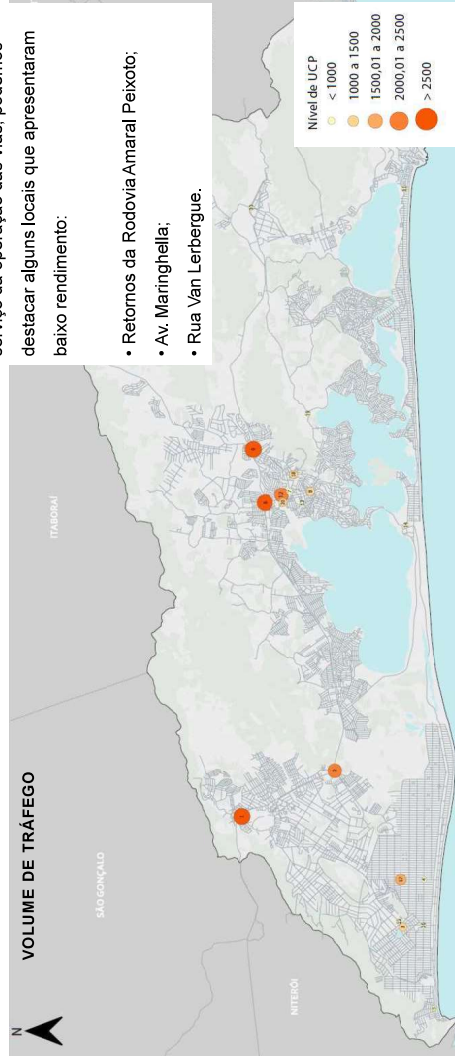 serviço da operação das vias, podemos
destacar alguns locais que apresentaram
baixo rendimento:
• Retornos da Rodovia Amaral Peixoto;
• Av. Maringhella;
• Rua Van Lerbergue.
N
VOLUME DE TRÁFEGO
ITABORAÍ
SÃO GONÇALO
NITERÓI
Nível de UCP
< 1000
1000 a 1500
1500,01 a 2000
2000,01 a 2500
> 2500